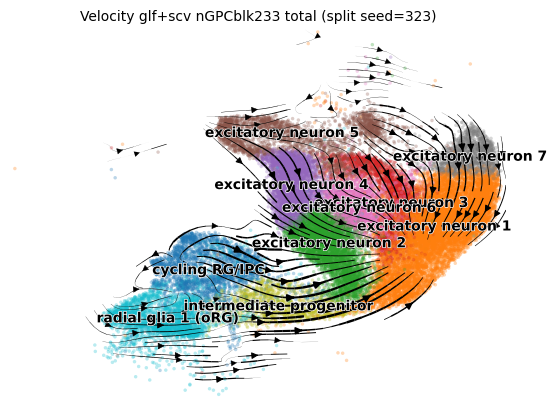 Velocity glf+scv nGPCblk233 total (split seed=323)
excitatory neuron 5
excitatory neuron 7
excitatory neuron 4
excitatory neuron 3
excitatory neuron 6
excitatory neuron 1
excitatory neuron 2
cycling RG/IPC
intermediate progenitor
radial glia 1 (oRG)